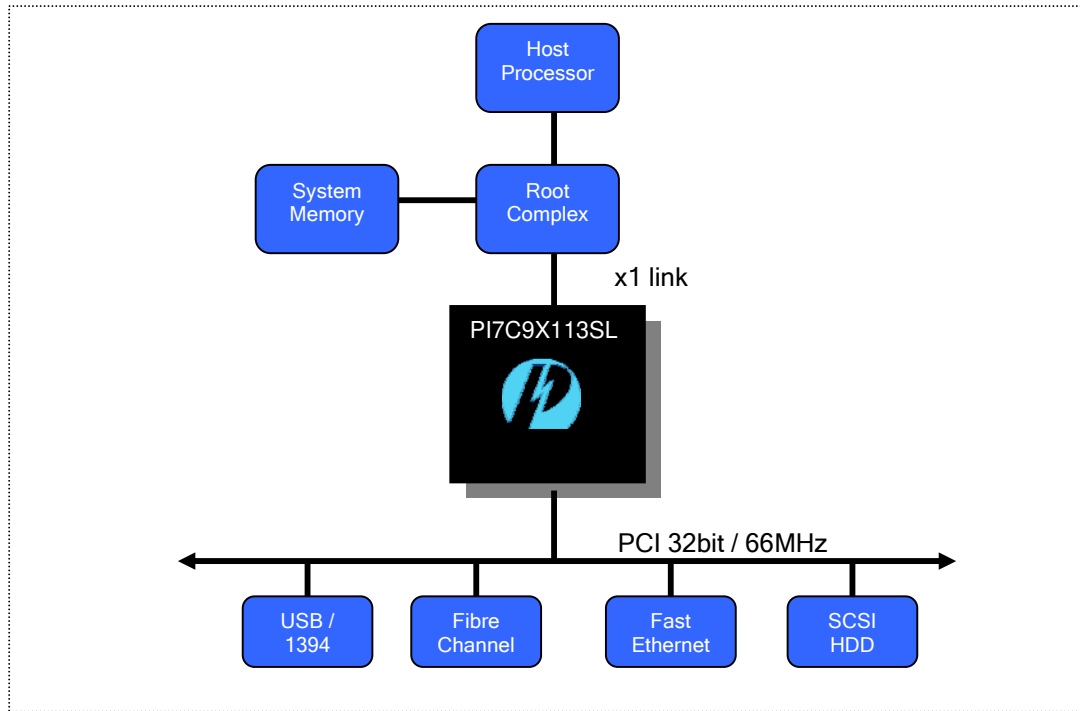 Host
Processor
System
Memory
Root
Complex
x1 link
PI7C9X113SL
PCI 32bit / 66MHz
USB /
1394
Fibre
Channel
Fast
Ethernet
SCSI
HDD